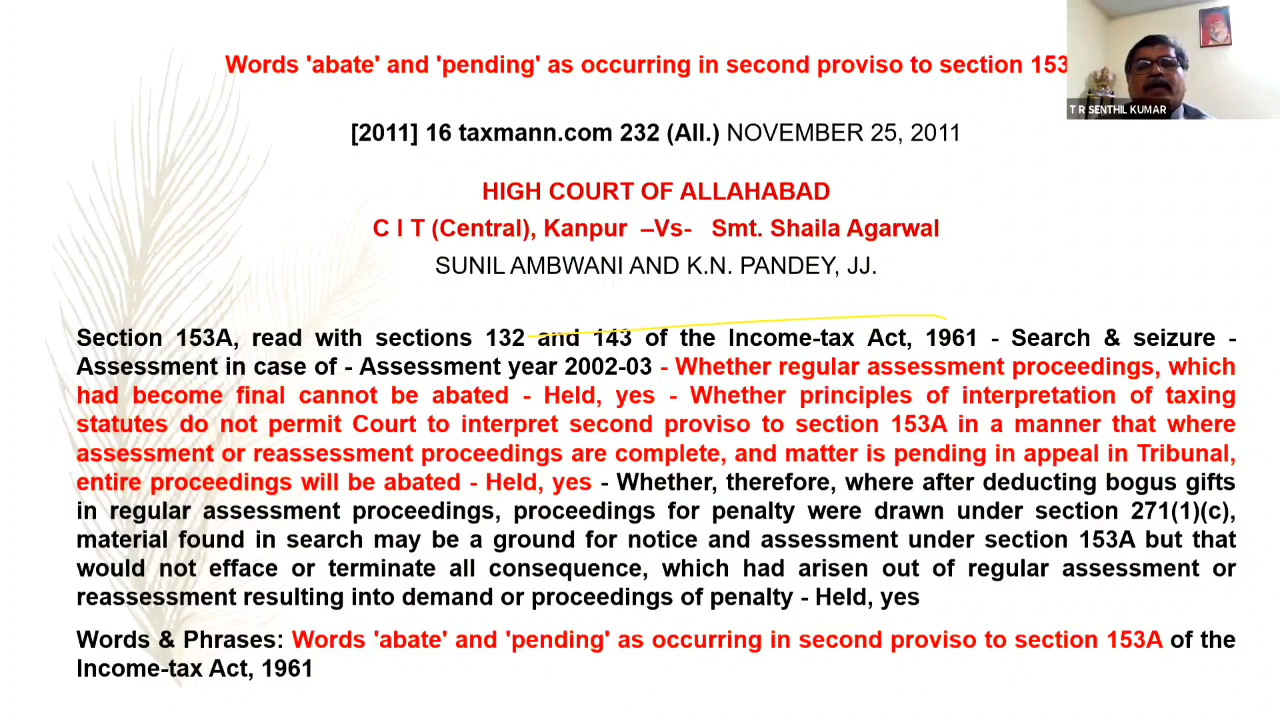 Words 'abate' and 'pending' as occurring in second proviso to section 153
T R SENTHIL KUMAR
[2011] 16 taxmann.com 232 (All.) NOVEMBER 25, 2011
HIGH COURT OF ALLAHABAD
C I T (Central), Kanpur –Vs- Smt. Shaila Agarwal
SUNIL AMBWANI AND K.N. PANDEY, JJ.
Section 153A, read with sections 132 and 143 of the Income-tax Act, 1961 - Search & seizure -
Assessment in case of - Assessment year 2002-03 - Whether regular assessment proceedings, which
had become final cannot be abated - Held, yes - Whether principles of interpretation of taxing
statutes do not permit Court to interpret second proviso to section 153A in a manner that where
assessment or reassessment proceedings are complete, and matter is pending in appeal in Tribunal,
entire proceedings will be abated - Held, yes - Whether, therefore, where after deducting bogus gifts
in regular assessment proceedings, proceedings for penalty were drawn under section 271(1)(c),
material found in search may be a ground for notice and assessment under section 153A but that
would not efface or terminate all consequence, which had arisen out of regular assessment or
reassessment resulting into demand or proceedings of penalty - Held, yes
Words & Phrases: Words 'abate' and 'pending' as occurring in second proviso to section 153A of the
Income-tax Act, 1961